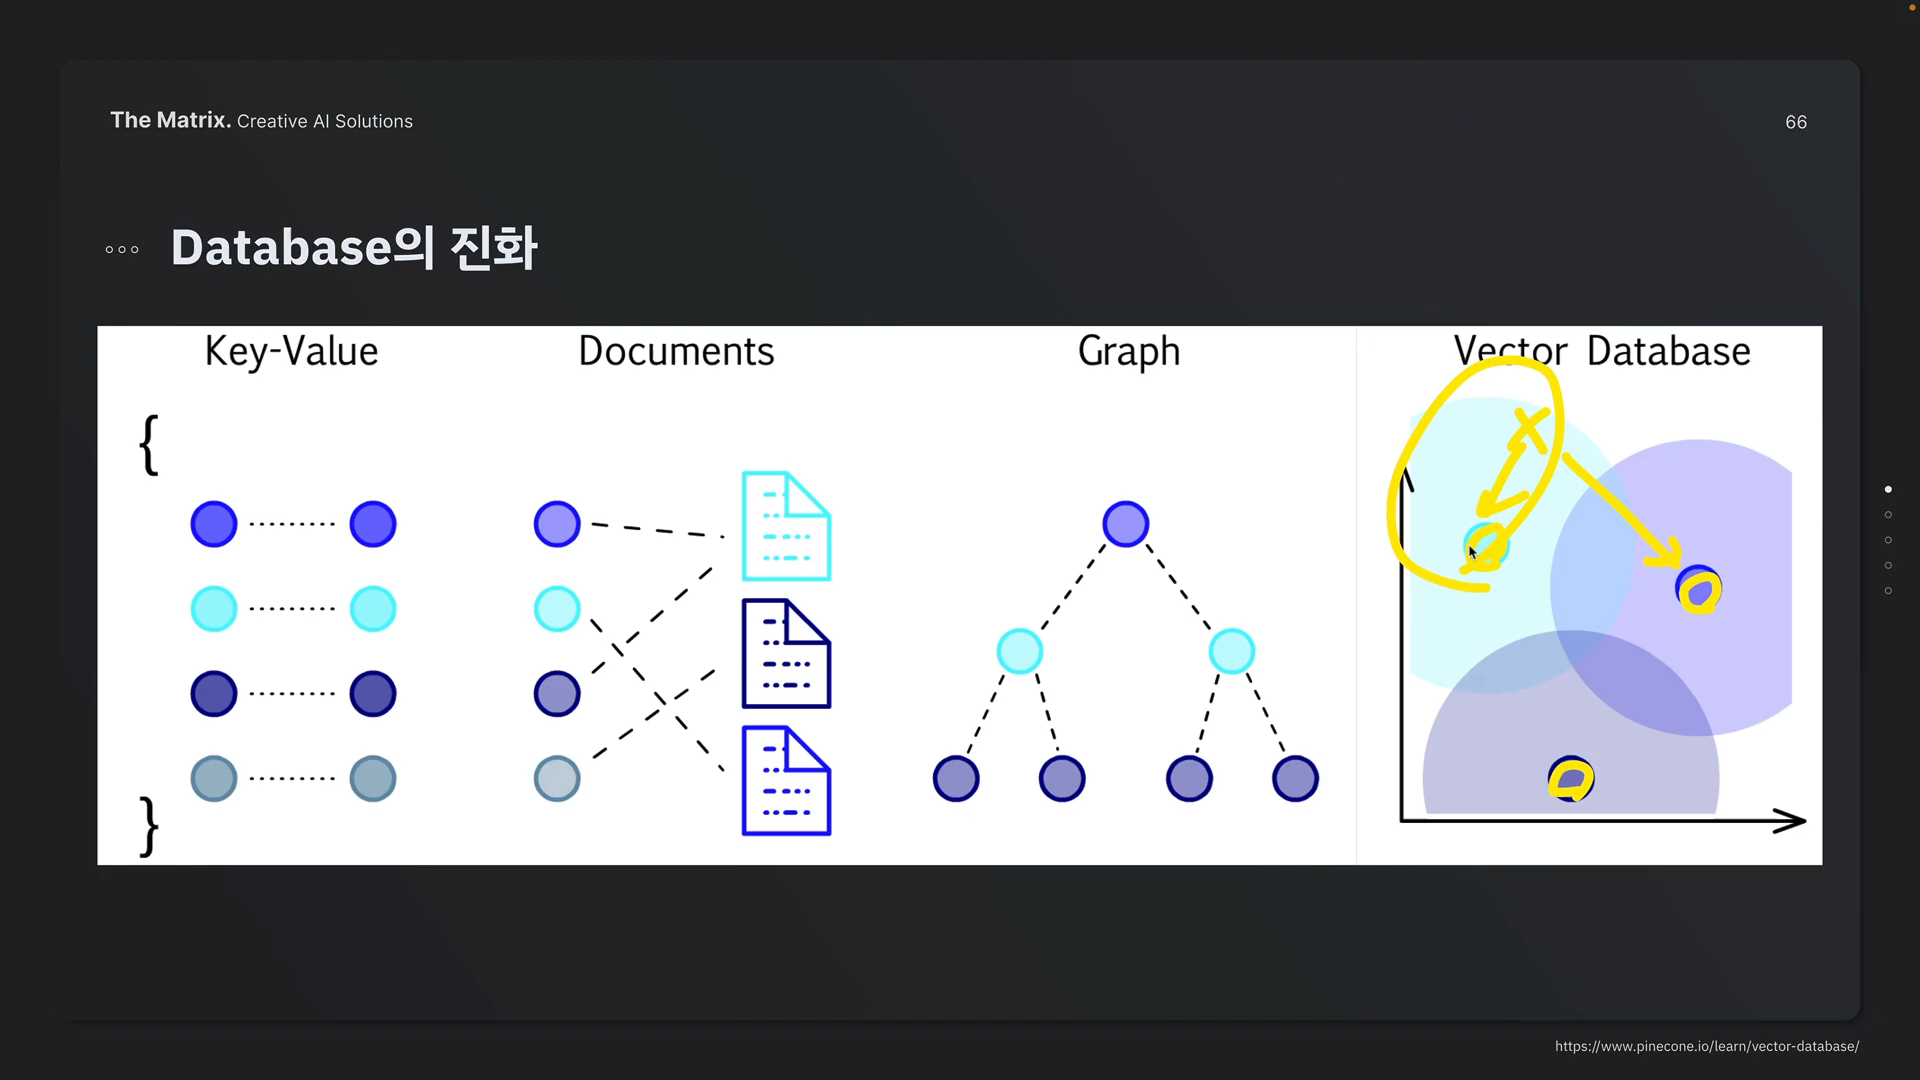 The Matrix. Creative AI Solutions
66
Database의 진화
Key-Value
Documents
Graph
Vector Database
{
}
https://www.pinecone.io/learn/vector-database/